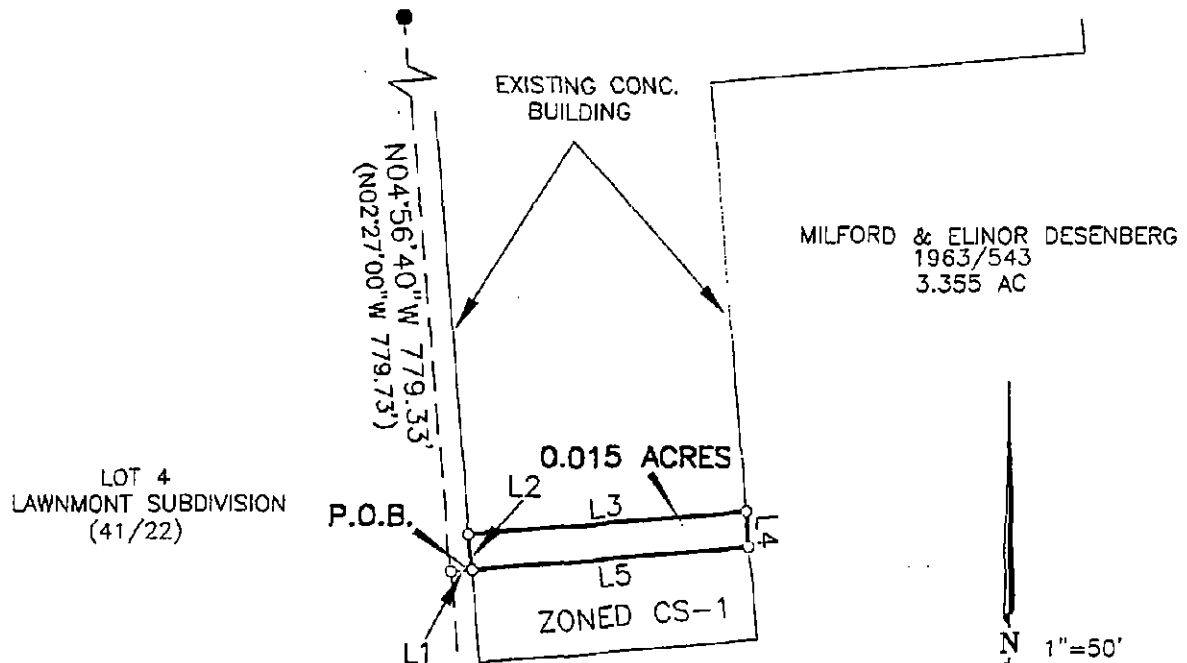 EXISTING CONC.
BUILDING
N04°56'40"W 779.33'
(N02°27'00"W 779.73')
MILFORD & ELINOR DESENBERG
1963/543
3.355 AC
LOT 4
LAWNMONT SUBDIVISION
(41/22)
0.015 ACRES
P.O.B.
L2
L3
L4
L5
L1
ZONED CS-1
N 1"=50'